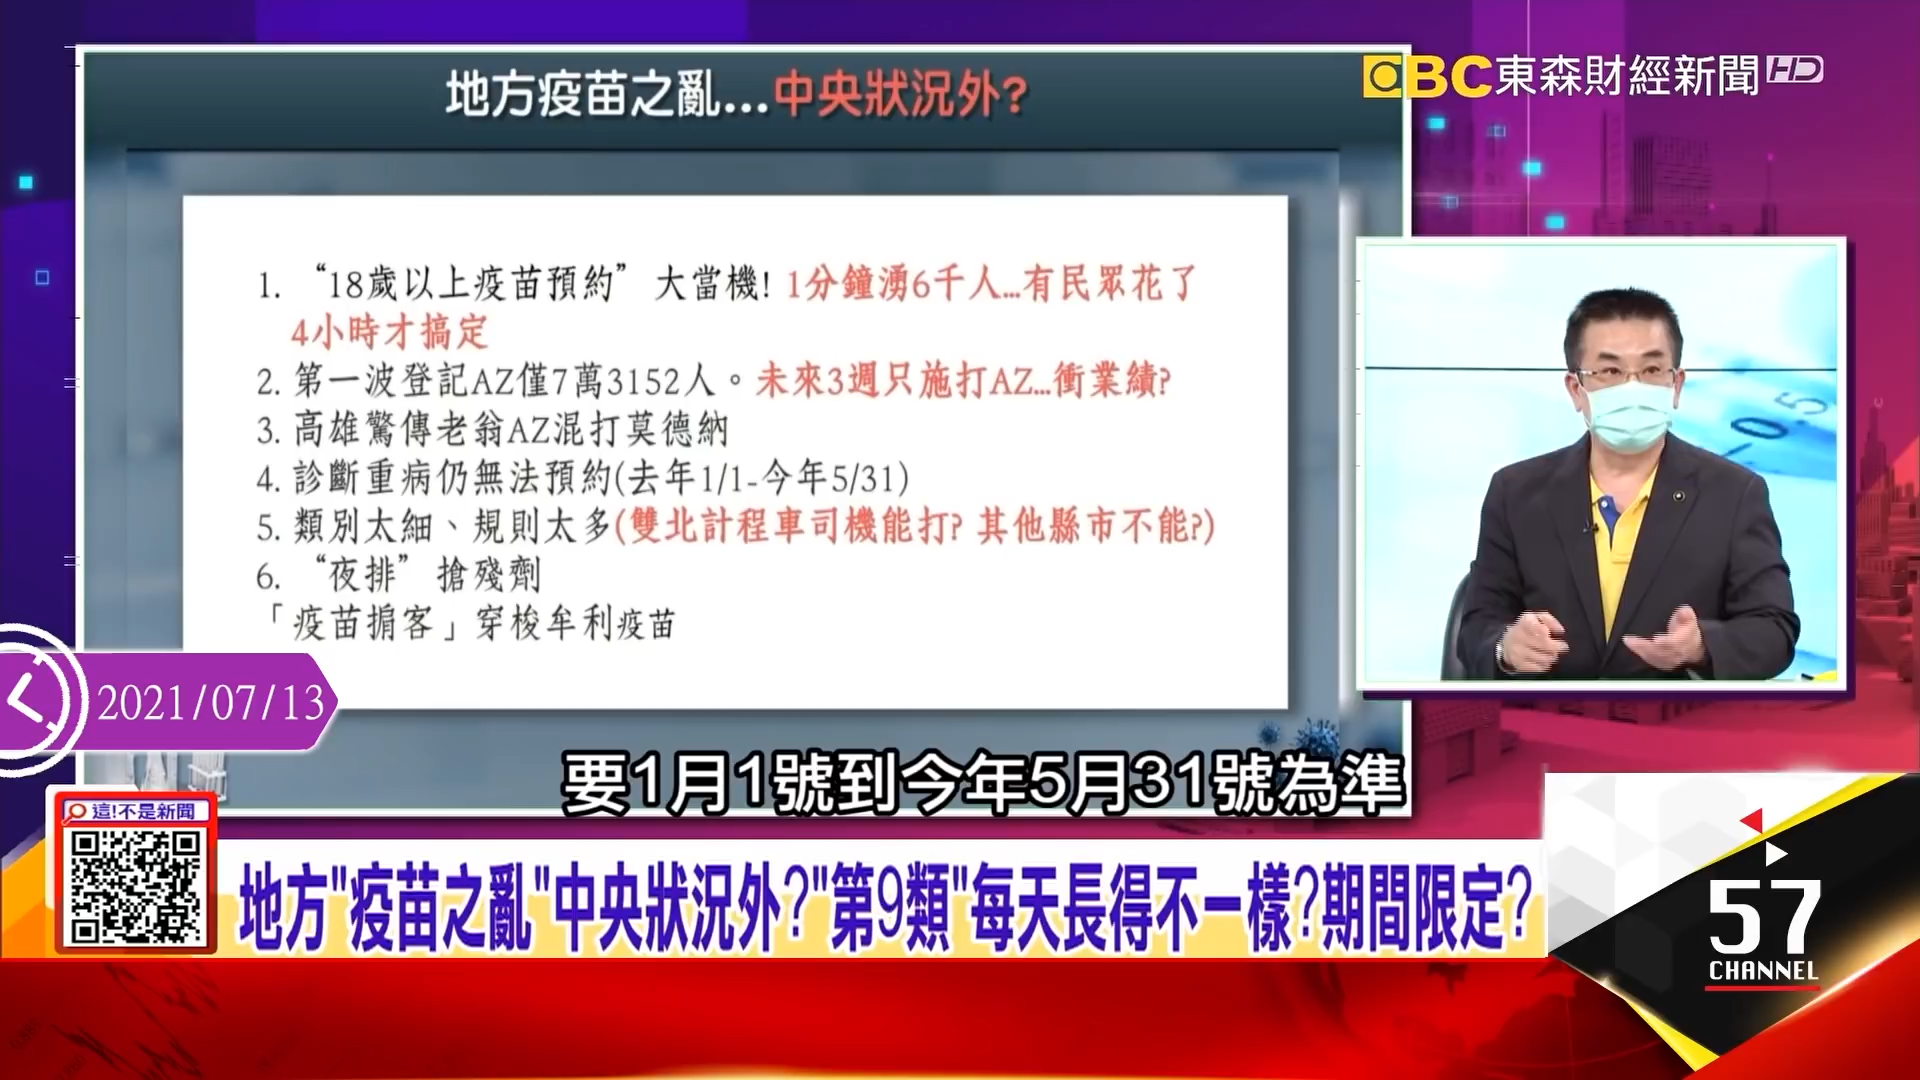 地方疫苗之亂...中央狀況外?
EBC東森財經新聞HD
1. “18歲以上疫苗預約”大當機! 1分鐘湧6千人...有民眾花了
4小時才搞定
2. 第一波登記AZ僅7萬3152人。未來3週只施打AZ...衝業績?
3. 高雄驚傳老翁AZ混打莫德納
4. 診斷重病仍無法預約(去年1/1-今年5/31)
5. 類別太細、規則太多(雙北計程車司機能打? 其他縣市不能?)
6. “夜排”搶殘劑
「疫苗掮客」穿梭牟利疫苗
2021/07/13
要1月1號到今年5月31號為準
這!不是新聞
地方"疫苗之亂"中央狀況外?"第9類"每天長得不一樣?期間限定?
57
CHANNEL